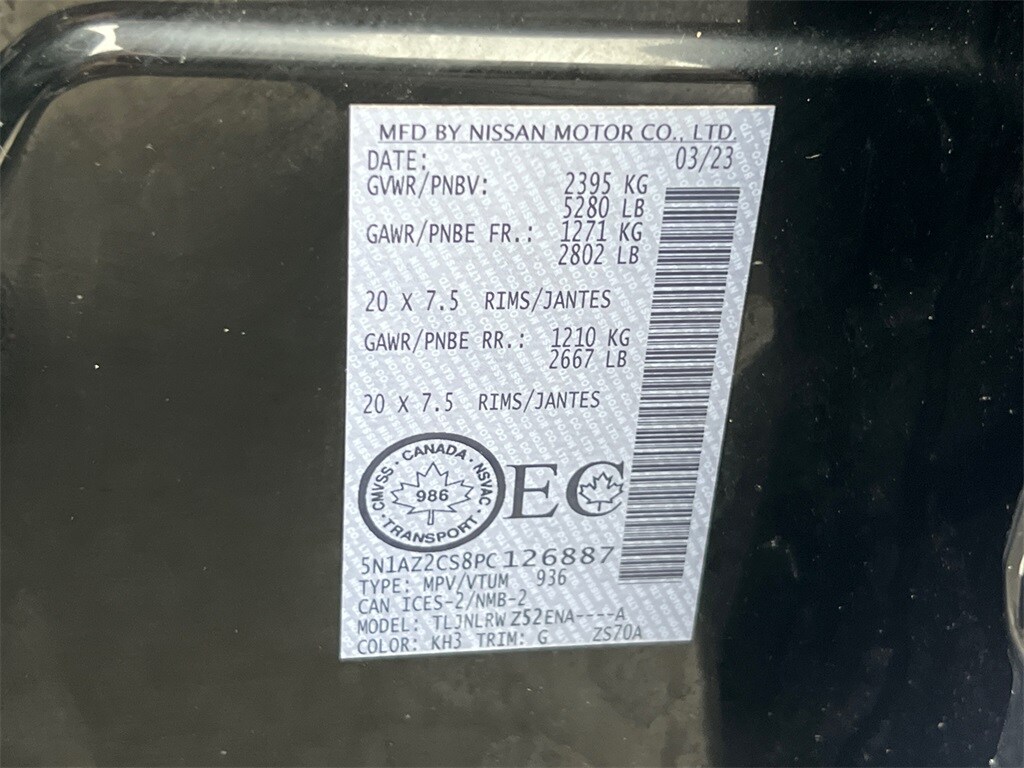 MFD BY NISSAN MOTOR CO., LTD.
DATE: 03/23
GVWR/PNBV: 2395 KG
5280 LB
GAWR/PNBE FR.: 1271 KG
2802 LB
20 X 7.5 RIMS/JANTES
GAWR/PNBE RR.: 1210 KG
2667 LB
20 X 7.5 RIMS/JANTES
CMVSS · CANADA · NSVAC
986
· TRANSPORT ·
EC
5N1AZ2CS8PC126887
TYPE: MPV/VTUM 936
CAN ICES-2/NMB-2
MODEL: TLJNLRW Z52ENA----A
COLOR: KH3 TRIM: G ZS70A